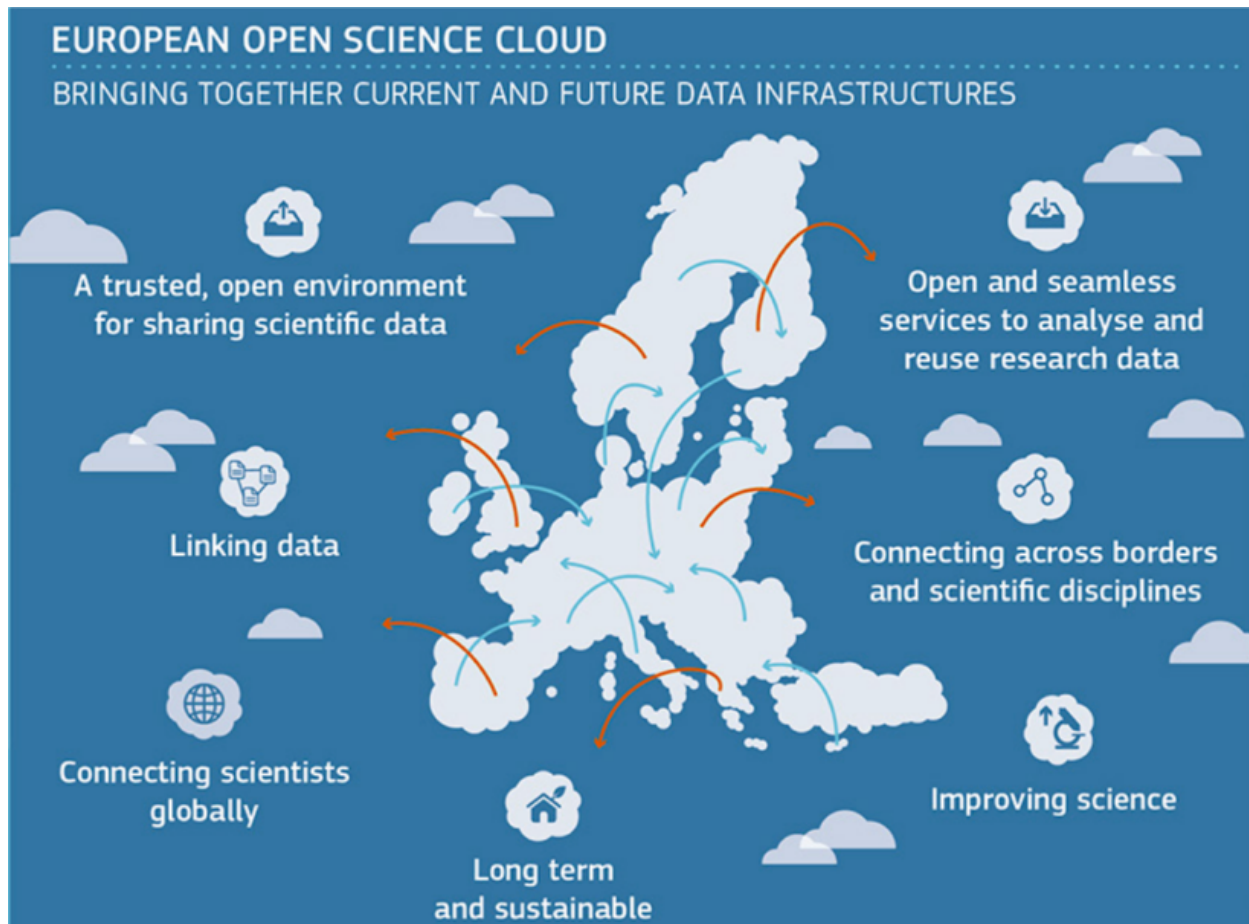 EUROPEAN OPEN SCIENCE CLOUD
BRINGING TOGETHER CURRENT AND FUTURE DATA INFRASTRUCTURES
A trusted, open environment
for sharing scientific data
Open and seamless
services to analyse and
reuse research data
Linking data
Connecting across borders
and scientific disciplines
Connecting scientists
globally
Improving science
Long term
and sustainable